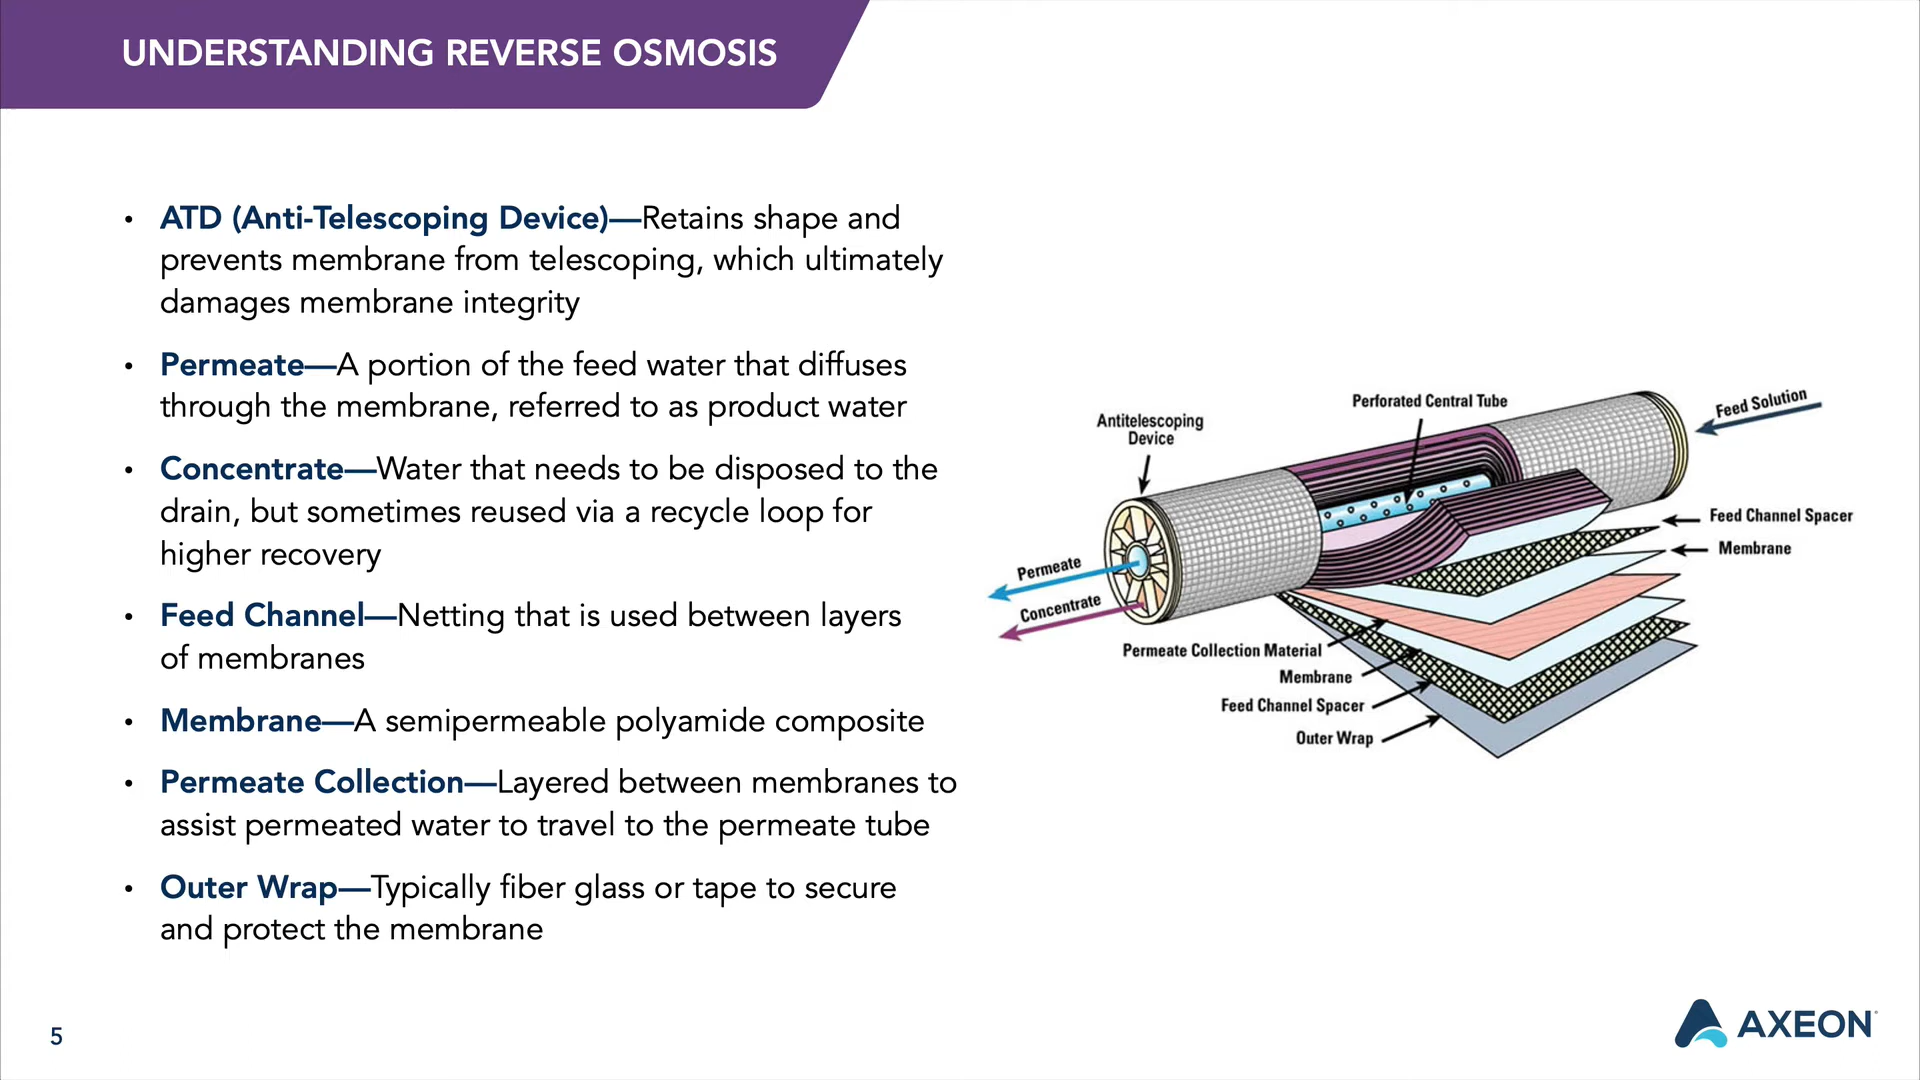 UNDERSTANDING REVERSE OSMOSIS
• ATD (Anti-Telescoping Device)—Retains shape and
prevents membrane from telescoping, which ultimately
damages membrane integrity
• Permeate—A portion of the feed water that diffuses
through the membrane, referred to as product water
• Concentrate—Water that needs to be disposed to the
drain, but sometimes reused via a recycle loop for
higher recovery
• Feed Channel—Netting that is used between layers
of membranes
• Membrane—A semipermeable polyamide composite
• Permeate Collection—Layered between membranes to
assist permeated water to travel to the permeate tube
• Outer Wrap—Typically fiber glass or tape to secure
and protect the membrane
Perforated Central Tube
Feed Solution
Antitelescoping
Device
Feed Channel Spacer
Membrane
Permeate
Concentrate
Permeate Collection Material
Membrane
Feed Channel Spacer
Outer Wrap
5
AXEON